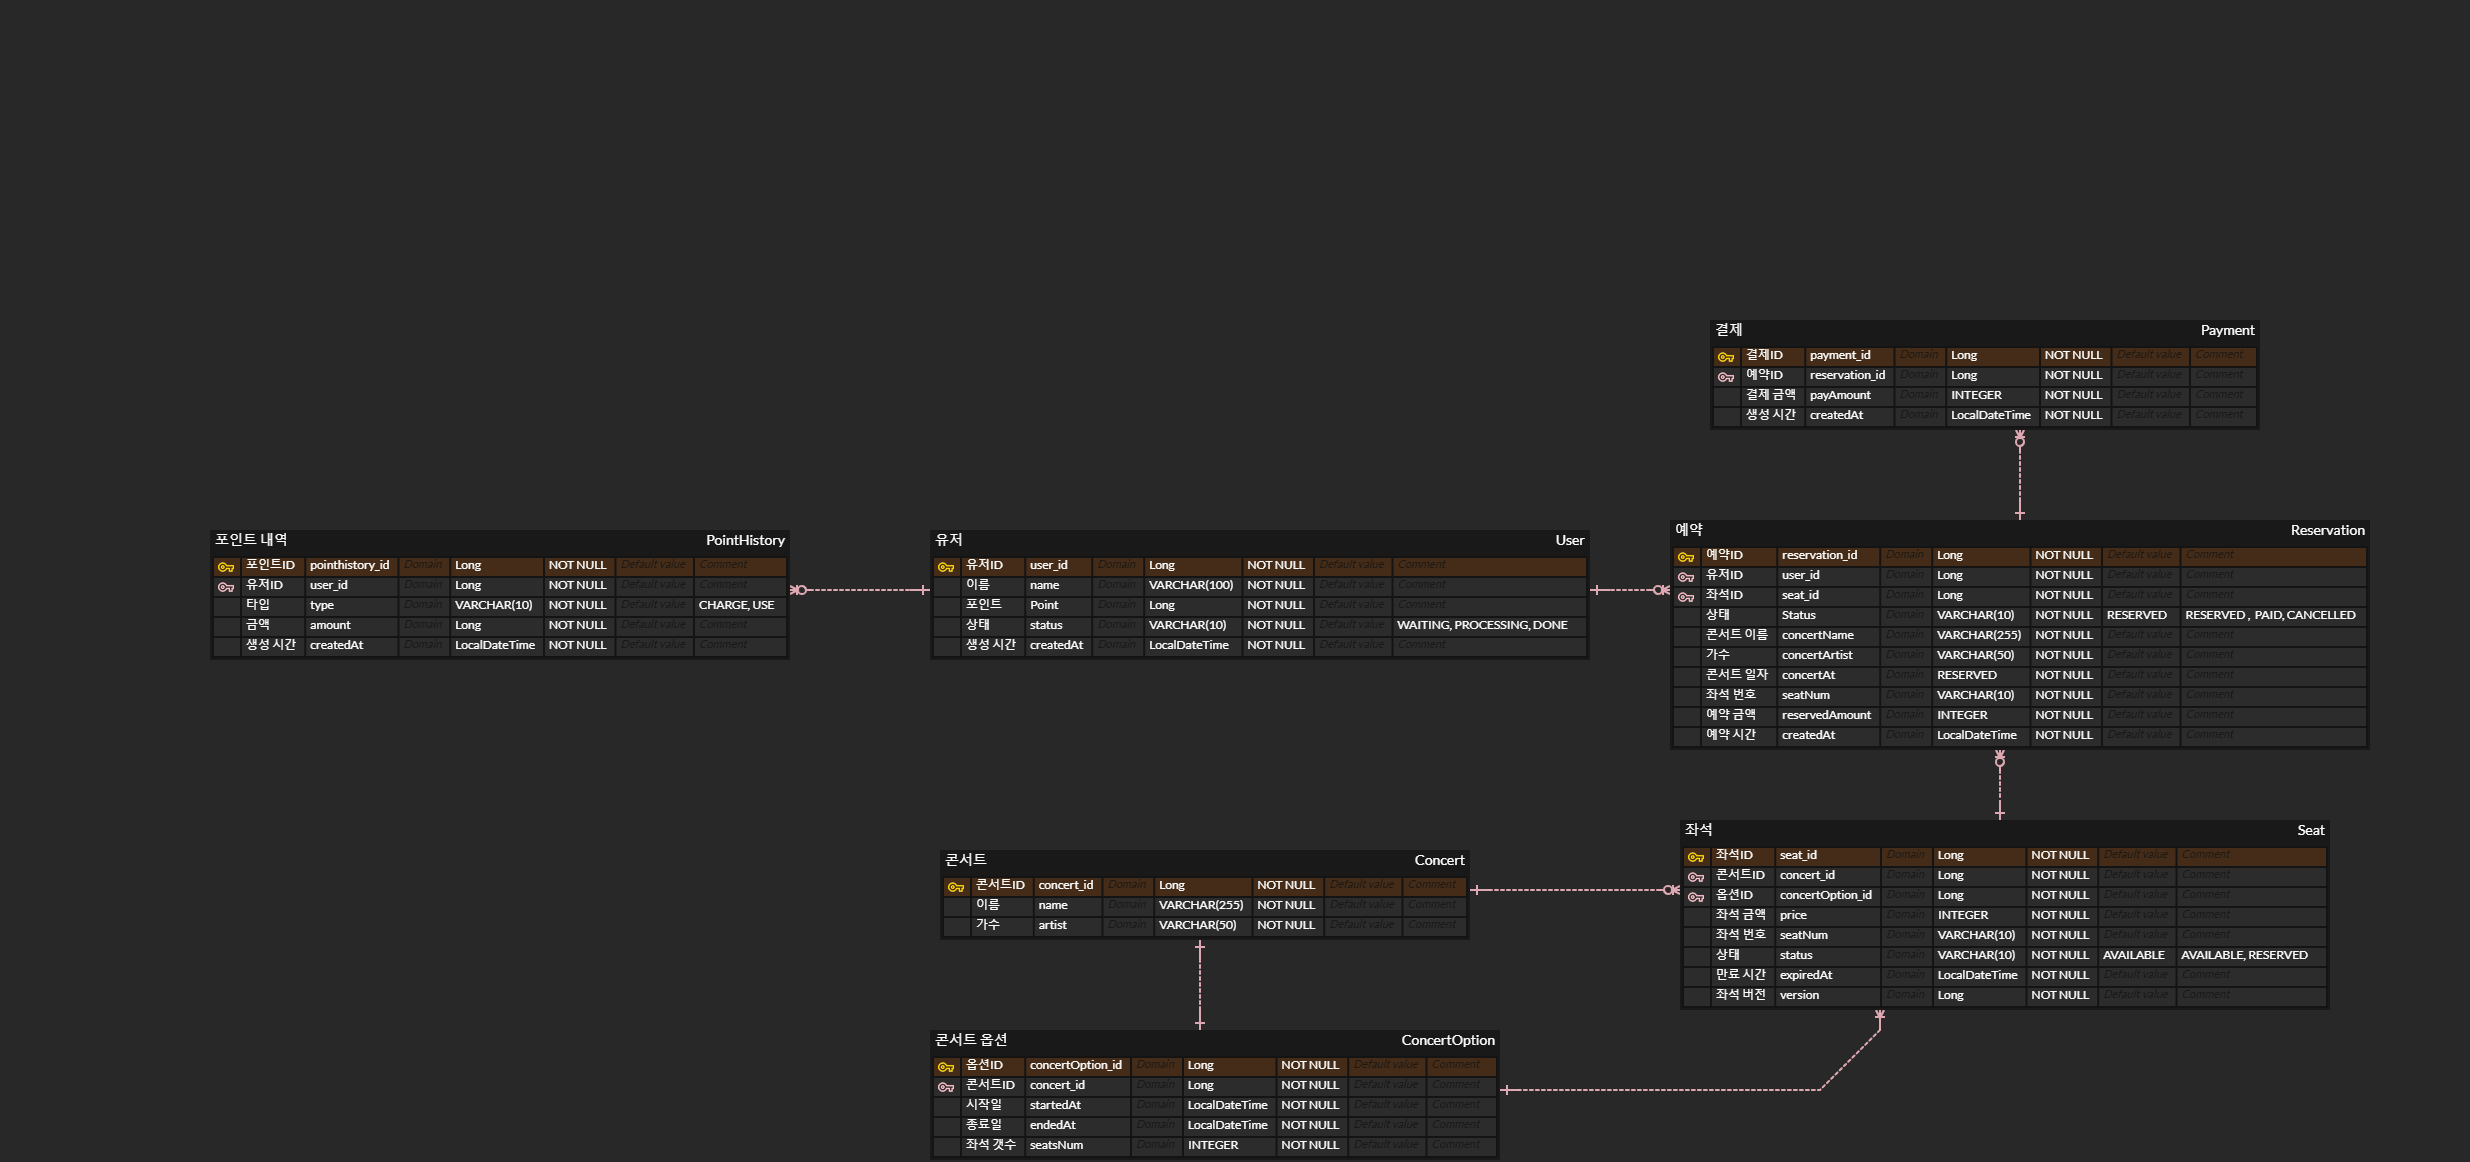 결제 Payment
결제ID payment_id Domain Long NOT NULL Default value Comment
예약ID reservation_id Domain Long NOT NULL Default value Comment
결제 금액 payAmount Domain INTEGER NOT NULL Default value Comment
생성 시간 createdAt Domain LocalDateTime NOT NULL Default value Comment
포인트 내역 PointHistory
포인트ID pointhistory_id Domain Long NOT NULL Default value Comment
유저ID user_id Domain Long NOT NULL Default value Comment
타입 type Domain VARCHAR(10) NOT NULL Default value CHARGE, USE
금액 amount Domain Long NOT NULL Default value Comment
생성 시간 createdAt Domain LocalDateTime NOT NULL Default value Comment
유저 User
유저ID user_id Domain Long NOT NULL Default value Comment
이름 name Domain VARCHAR(100) NOT NULL Default value Comment
포인트 Point Domain Long NOT NULL Default value Comment
상태 status Domain VARCHAR(10) NOT NULL Default value WAITING, PROCESSING, DONE
생성 시간 createdAt Domain LocalDateTime NOT NULL Default value Comment
예약 Reservation
예약ID reservation_id Domain Long NOT NULL Default value Comment
유저ID user_id Domain Long NOT NULL Default value Comment
좌석ID seat_id Domain Long NOT NULL Default value Comment
상태 Status Domain VARCHAR(10) NOT NULL RESERVED RESERVED , PAID, CANCELLED
콘서트 이름 concertName Domain VARCHAR(255) NOT NULL Default value Comment
가수 concertArtist Domain VARCHAR(50) NOT NULL Default value Comment
콘서트 일자 concertAt Domain RESERVED NOT NULL Default value Comment
좌석 번호 seatNum Domain VARCHAR(10) NOT NULL Default value Comment
예약 금액 reservedAmount Domain INTEGER NOT NULL Default value Comment
예약 시간 createdAt Domain LocalDateTime NOT NULL Default value Comment
콘서트 Concert
콘서트ID concert_id Domain Long NOT NULL Default value Comment
이름 name Domain VARCHAR(255) NOT NULL Default value Comment
가수 artist Domain VARCHAR(50) NOT NULL Default value Comment
좌석 Seat
좌석ID seat_id Domain Long NOT NULL Default value Comment
콘서트ID concert_id Domain Long NOT NULL Default value Comment
옵션ID concertOption_id Domain Long NOT NULL Default value Comment
좌석 금액 price Domain INTEGER NOT NULL Default value Comment
좌석 번호 seatNum Domain VARCHAR(10) NOT NULL Default value Comment
상태 status Domain VARCHAR(10) NOT NULL AVAILABLE AVAILABLE, RESERVED
만료 시간 expiredAt Domain LocalDateTime NOT NULL Default value Comment
좌석 버전 version Domain Long NOT NULL Default value Comment
콘서트 옵션 ConcertOption
옵션ID concertOption_id Domain Long NOT NULL Default value Comment
콘서트ID concert_id Domain Long NOT NULL Default value Comment
시작일 startedAt Domain LocalDateTime NOT NULL Default value Comment
종료일 endedAt Domain LocalDateTime NOT NULL Default value Comment
좌석 갯수 seatsNum Domain INTEGER NOT NULL Default value Comment